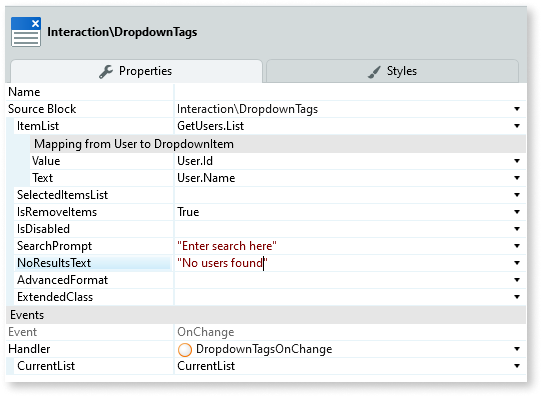 Interaction\DropdownTags
Properties
Styles
Name
Source Block Interaction\DropdownTags
ItemList GetUsers.List
Mapping from User to DropdownItem
Value User.Id
Text User.Name
SelectedItemsList
IsRemoveItems True
IsDisabled
SearchPrompt "Enter search here"
NoResultsText "No users found"
AdvancedFormat
ExtendedClass
Events
Event OnChange
Handler DropdownTagsOnChange
CurrentList CurrentList